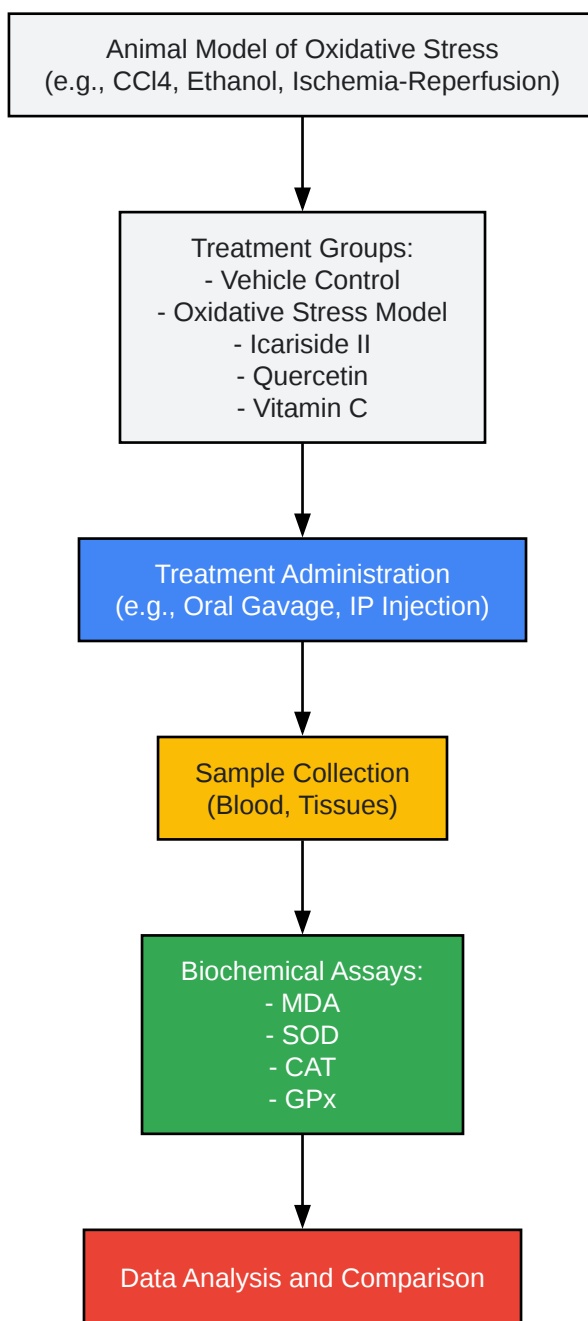 Animal Model of Oxidative Stress
(e.g., CCl4, Ethanol, Ischemia-Reperfusion)
Treatment Groups:
- Vehicle Control
- Oxidative Stress Model
- Icariside II
- Quercetin
- Vitamin C
Treatment Administration
(e.g., Oral Gavage, IP Injection)
Sample Collection
(Blood, Tissues)
Biochemical Assays:
- MDA
- SOD
- CAT
- GPx
Data Analysis and Comparison